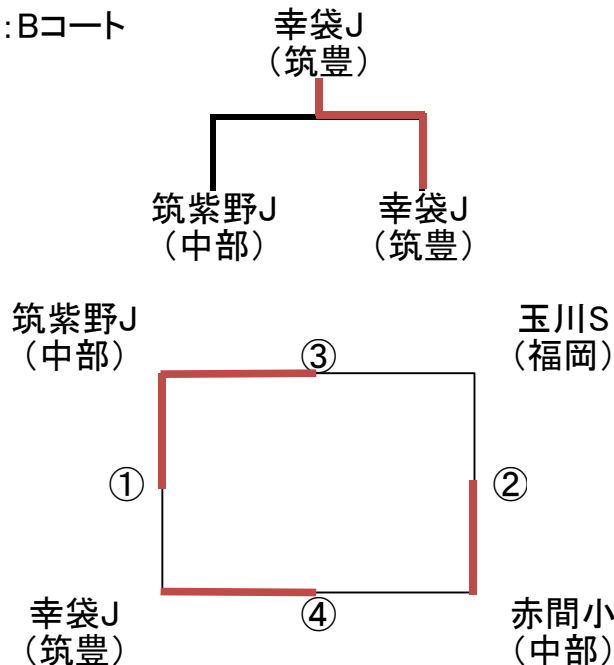 :Bコート
幸袋J
(筑豊)
筑紫野J
(中部)
幸袋J
(筑豊)
筑紫野J
(中部)
玉川S
(福岡)
③
①
②
④
幸袋J
(筑豊)
赤間小
(中部)